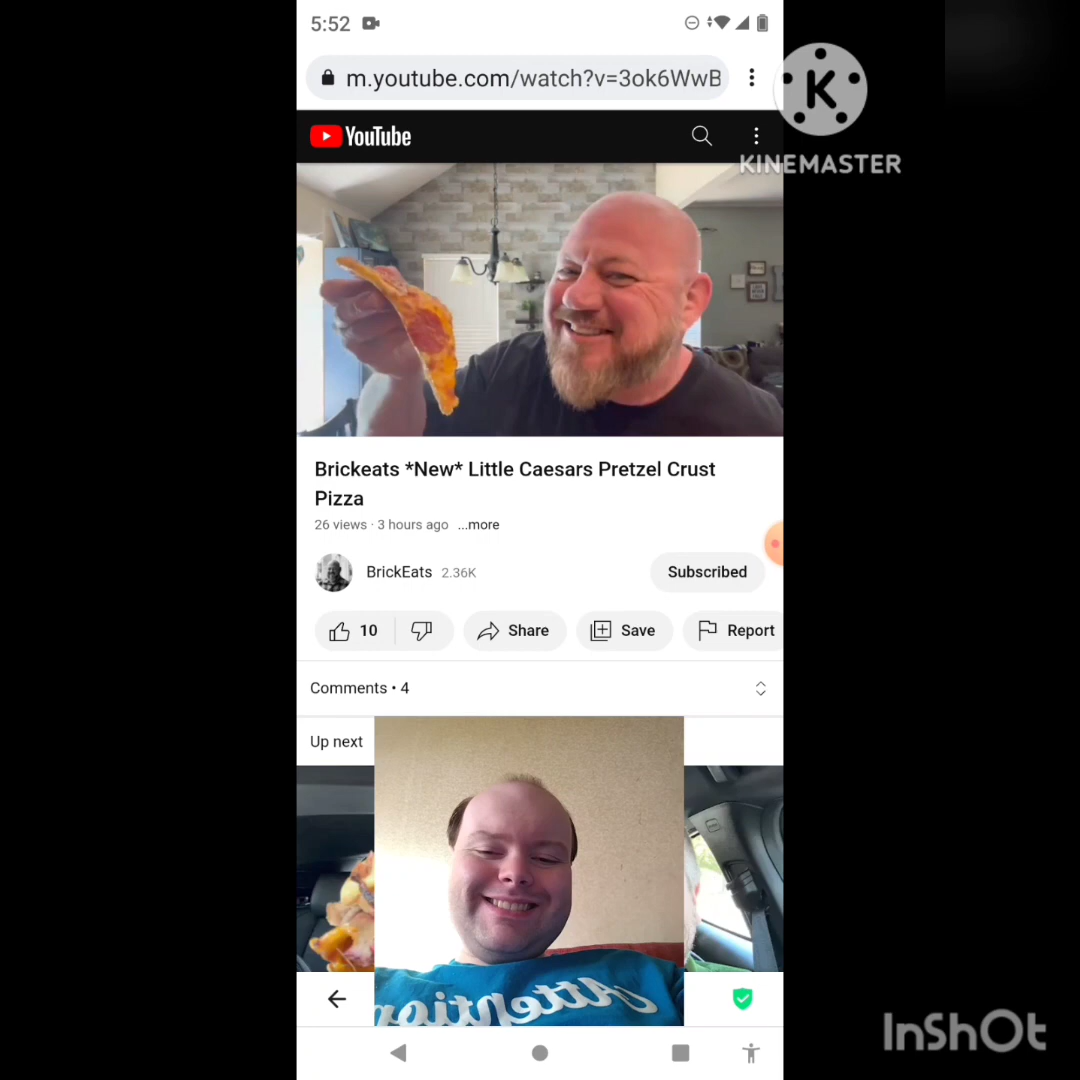 5:52
m.youtube.com/watch?v=3ok6WwB
K
KINEMASTER
YouTube
Brickeats *New* Little Caesars Pretzel Crust
Pizza
26 views · 3 hours ago ...more
BrickEats 2.36K
Subscribed
10
Share
Save
Report
Comments • 4
Up next
Attention
InShOt